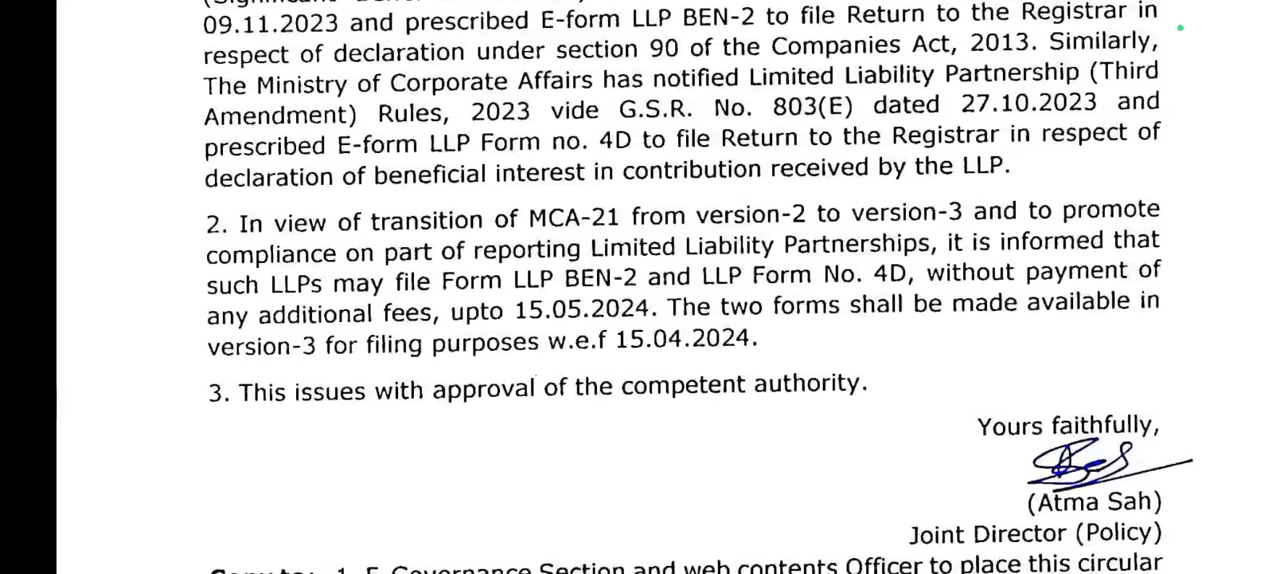 09.11.2023 and prescribed E-form LLP BEN-2 to file Return to the Registrar in
respect of declaration under section 90 of the Companies Act, 2013. Similarly,
The Ministry of Corporate Affairs has notified Limited Liability Partnership (Third
Amendment) Rules, 2023 vide G.S.R. No. 803(E) dated 27.10.2023 and
prescribed E-form LLP Form no. 4D to file Return to the Registrar in respect of
declaration of beneficial interest in contribution received by the LLP.
2. In view of transition of MCA-21 from version-2 to version-3 and to promote
compliance on part of reporting Limited Liability Partnerships, it is informed that
such LLPs may file Form LLP BEN-2 and LLP Form No. 4D, without payment of
any additional fees, upto 15.05.2024. The two forms shall be made available in
version-3 for filing purposes w.e.f 15.04.2024.
3. This issues with approval of the competent authority.
Yours faithfully,
(Atma Sah)
Joint Director (Policy)
Copy to: 1. E-Governance Section and web contents Officer to place this circular